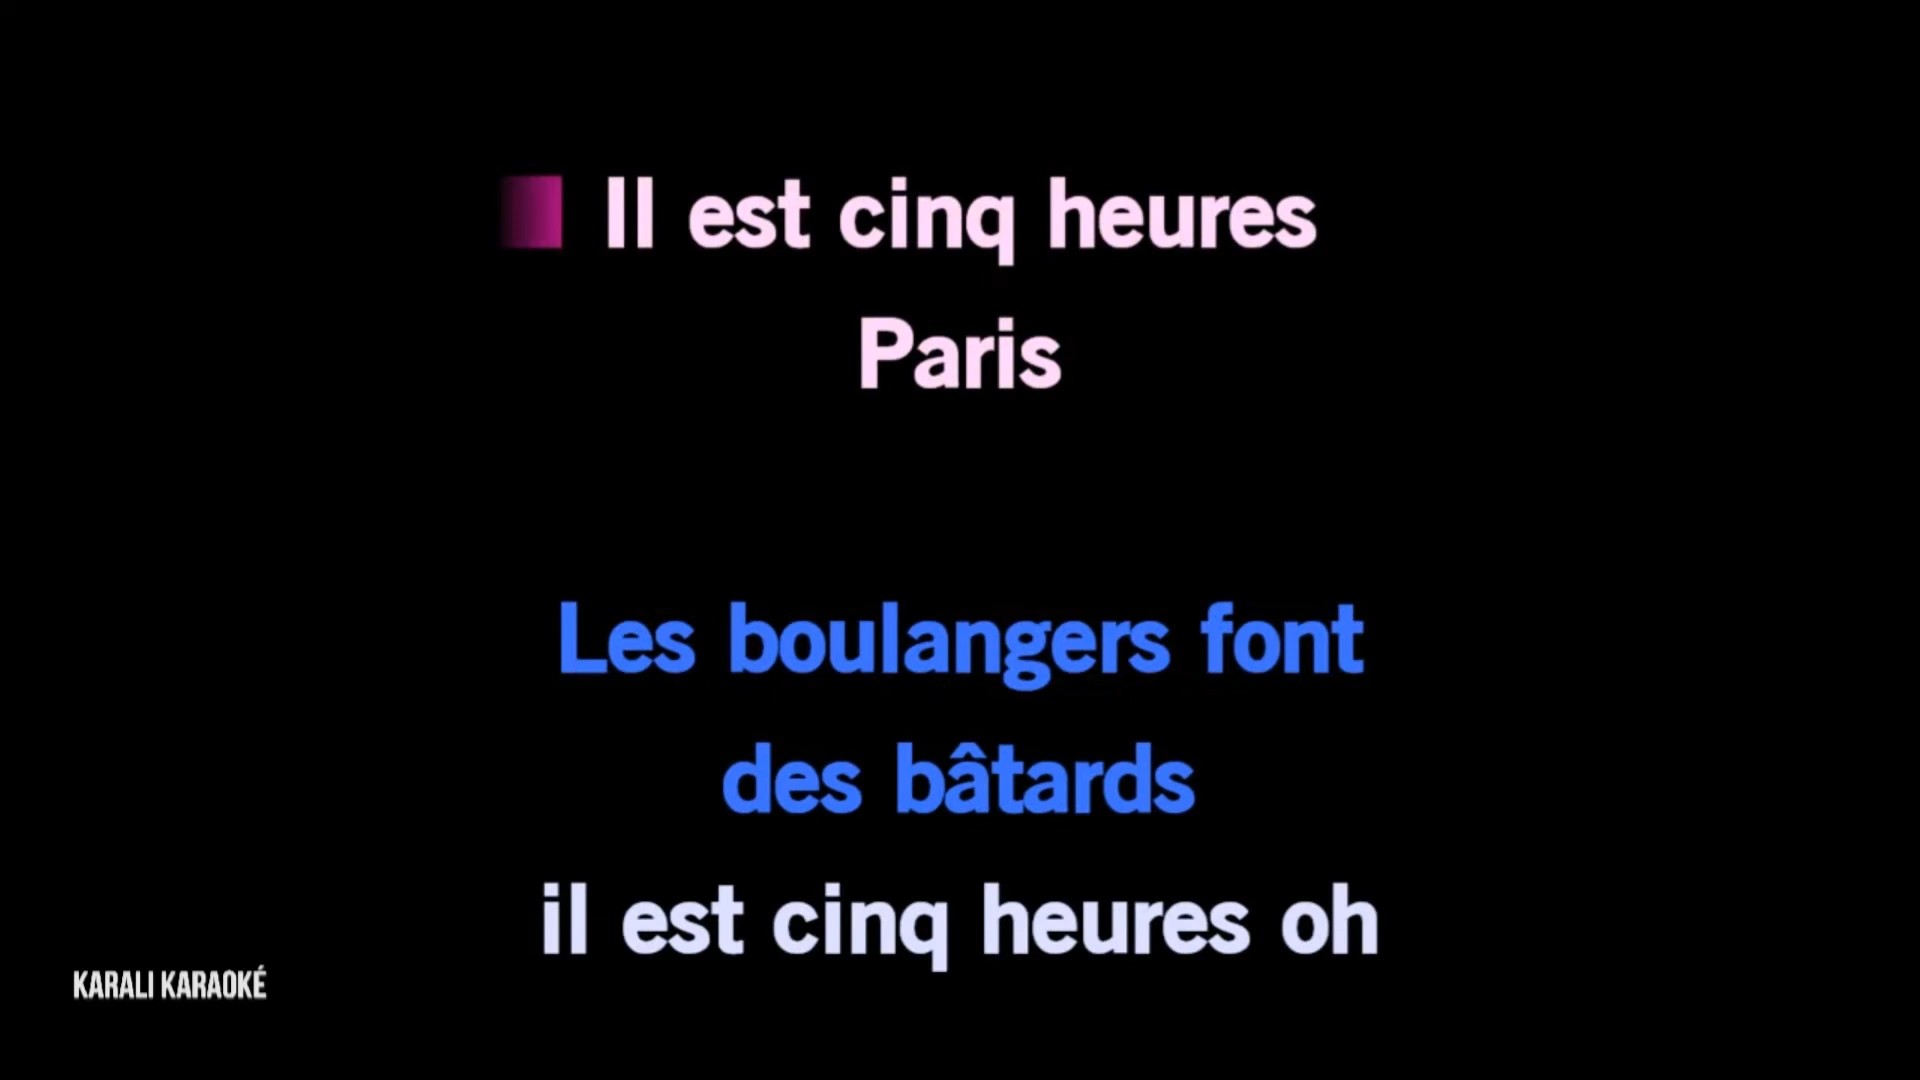 Il est cinq heures
Paris
Les boulangers font
des bâtards
il est cinq heures oh
KARALI KARAOKÉ